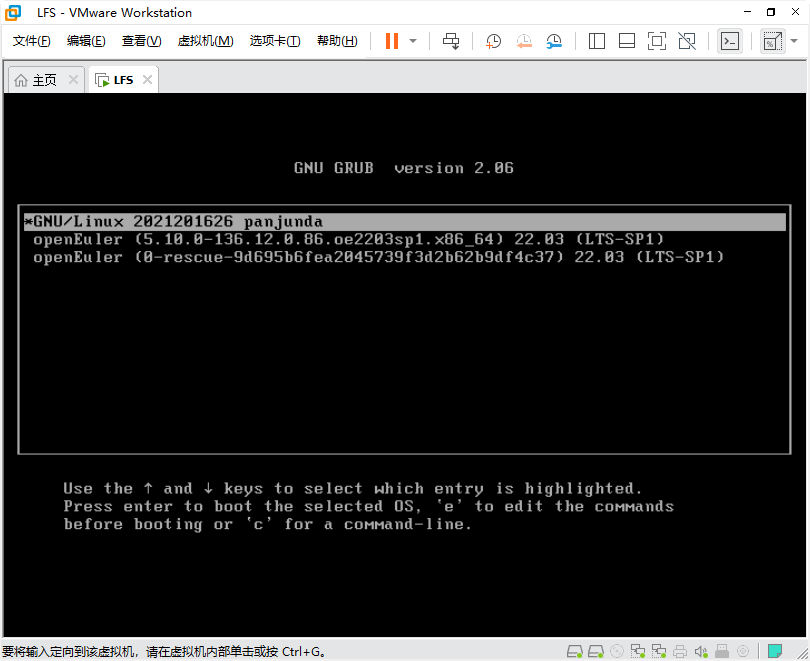 LFS - VMware Workstation
文件(F) 编辑(E) 查看(V) 虚拟机(M) 选项卡(T) 帮助(H)
主页 LFS
GNU GRUB version 2.06
*GNU/Linux 2021201626 panjunda
openEuler (5.10.0-136.12.0.86.oe2203sp1.x86_64) 22.03 (LTS-SP1)
openEuler (0-rescue-9d695b6fea2045739f3d2b62b9df4c37) 22.03 (LTS-SP1)
Use the ↑ and ↓ keys to select which entry is highlighted.
Press enter to boot the selected OS, `e' to edit the commands
before booting or `c' for a command-line.
要将输入定向到该虚拟机，请在虚拟机内部单击或按 Ctrl+G。